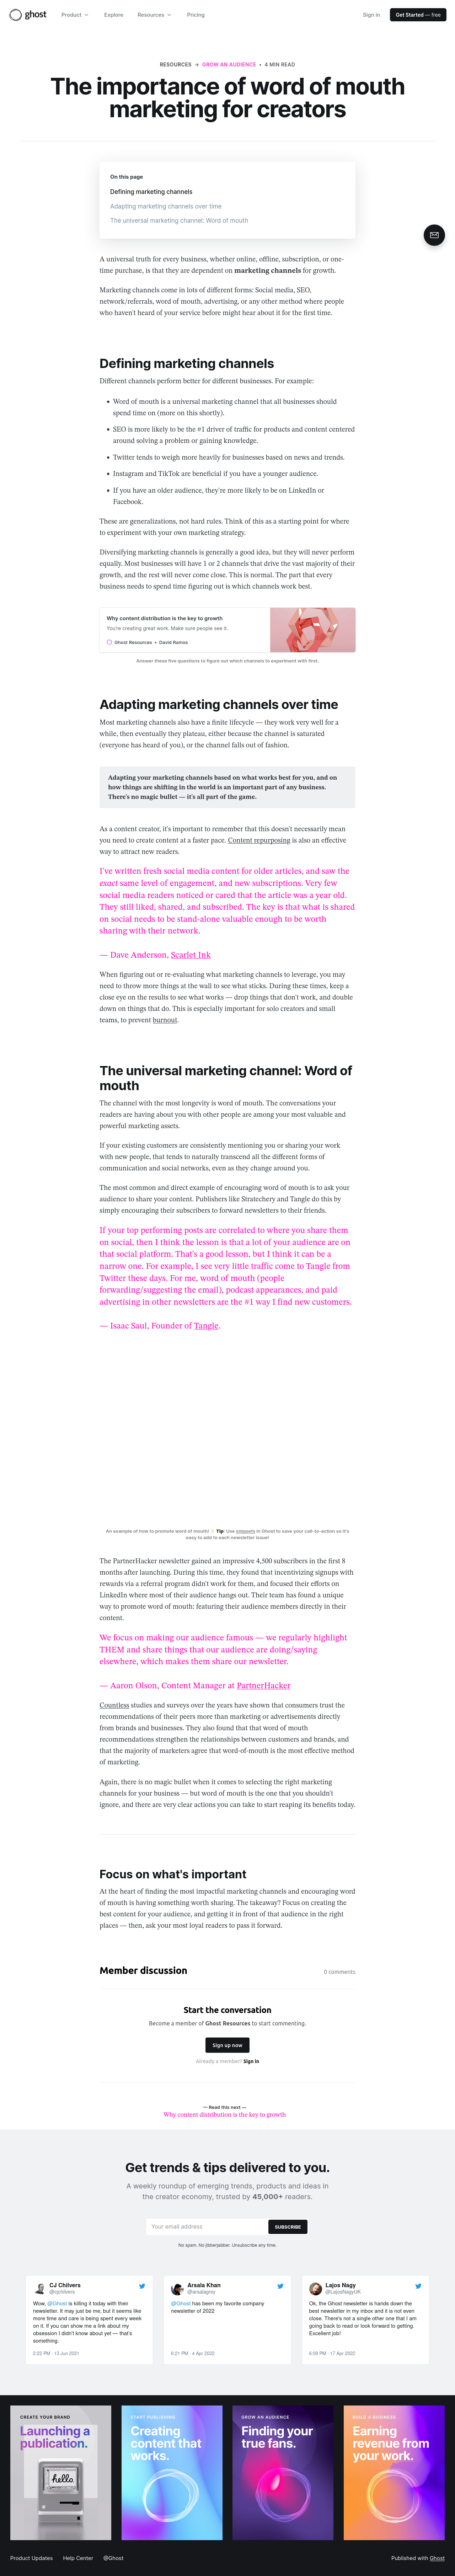 ghost
Product
Explore
Resources
Pricing
Sign in
Get Started — free
RESOURCES → GROW AN AUDIENCE • 4 MIN READ
The importance of word of mouth
marketing for creators
On this page
Defining marketing channels
Adapting marketing channels over time
The universal marketing channel: Word of mouth
A universal truth for every business, whether online, offline, subscription, or one-
time purchase, is that they are dependent on marketing channels for growth.
Marketing channels come in lots of different forms: Social media, SEO,
network/referrals, word of mouth, advertising, or any other method where people
who haven't heard of your service before might hear about it for the first time.
Defining marketing channels
Different channels perform better for different businesses. For example:
• Word of mouth is a universal marketing channel that all businesses should
spend time on (more on this shortly).
• SEO is more likely to be the #1 driver of traffic for products and content centered
around solving a problem or gaining knowledge.
• Twitter tends to weigh more heavily for businesses based on news and trends.
• Instagram and TikTok are beneficial if you have a younger audience.
• If you have an older audience, they're more likely to be on LinkedIn or
Facebook.
These are generalizations, not hard rules. Think of this as a starting point for where
to experiment with your own marketing strategy.
Diversifying marketing channels is generally a good idea, but they will never perform
equally. Most businesses will have 1 or 2 channels that drive the vast majority of their
growth, and the rest will never come close. This is normal. The part that every
business needs to spend time figuring out is which channels work best.
Why content distribution is the key to growth
You're creating great work. Make sure people see it.
Ghost Resources • David Ramos
Answer these five questions to figure out which channels to experiment with first.
Adapting marketing channels over time
Most marketing channels also have a finite lifecycle — they work very well for a
while, then eventually they plateau, either because the channel is saturated
(everyone has heard of you), or the channel falls out of fashion.
Adapting your marketing channels based on what works best for you, and on
how things are shifting in the world is an important part of any business.
There's no magic bullet — it's all part of the game.
As a content creator, it's important to remember that this doesn't necessarily mean
you need to create content at a faster pace. Content repurposing is also an effective
way to attract new readers.
I've written fresh social media content for older articles, and saw the
exact same level of engagement, and new subscriptions. Very few
social media readers noticed or cared that the article was a year old.
They still liked, shared, and subscribed. The key is that what is shared
on social needs to be stand-alone valuable enough to be worth
sharing with their network.
— Dave Anderson, Scarlet Ink
When figuring out or re-evaluating what marketing channels to leverage, you may
need to throw more things at the wall to see what sticks. During these times, keep a
close eye on the results to see what works — drop things that don't work, and double
down on things that do. This is especially important for solo creators and small
teams, to prevent burnout.
The universal marketing channel: Word of
mouth
The channel with the most longevity is word of mouth. The conversations your
readers are having about you with other people are among your most valuable and
powerful marketing assets.
If your existing customers are consistently mentioning you or sharing your work
with new people, that tends to naturally transcend all the different forms of
communication and social networks, even as they change around you.
The most common and direct example of encouraging word of mouth is to ask your
audience to share your content. Publishers like Stratechery and Tangle do this by
simply encouraging their subscribers to forward newsletters to their friends.
If your top performing posts are correlated to where you share them
on social, then I think the lesson is that a lot of your audience are on
that social platform. That's a good lesson, but I think it can be a
narrow one. For example, I see very little traffic come to Tangle from
Twitter these days. For me, word of mouth (people
forwarding/suggesting the email), podcast appearances, and paid
advertising in other newsletters are the #1 way I find new customers.
— Isaac Saul, Founder of Tangle.
An example of how to promote word of mouth! | Tip: Use snippets in Ghost to save your call-to-action so it's
easy to add to each newsletter issue!
The PartnerHacker newsletter gained an impressive 4,500 subscribers in the first 8
months after launching. During this time, they found that incentivizing signups with
rewards via a referral program didn't work for them, and focused their efforts on
LinkedIn where most of their audience hangs out. Their team has found a unique
way to promote word of mouth: featuring their audience members directly in their
content.
We focus on making our audience famous — we regularly highlight
THEM and share things that our audience are doing/saying
elsewhere, which makes them share our newsletter.
— Aaron Olson, Content Manager at PartnerHacker
Countless studies and surveys over the years have shown that consumers trust the
recommendations of their peers more than marketing or advertisements directly
from brands and businesses. They also found that that word of mouth
recommendations strengthen the relationships between customers and brands, and
that the majority of marketers agree that word-of-mouth is the most effective method
of marketing.
Again, there is no magic bullet when it comes to selecting the right marketing
channels for your business — but word of mouth is the one that you shouldn't
ignore, and there are very clear actions you can take to start reaping its benefits today.
Focus on what's important
At the heart of finding the most impactful marketing channels and encouraging word
of mouth is having something worth sharing. The takeaway? Focus on creating the
best content for your audience, and getting it in front of that audience in the right
places — then, ask your most loyal readers to pass it forward.
Member discussion
0 comments
Start the conversation
Become a member of Ghost Resources to start commenting.
Sign up now
Already a member? Sign in
— Read this next —
Why content distribution is the key to growth
Get trends & tips delivered to you.
A weekly roundup of emerging trends, products and ideas in
the creator economy, trusted by 45,000+ readers.
Your email address
SUBSCRIBE
No spam. No jibberjabber. Unsubscribe any time.
CJ Chilvers
@cjchilvers
Wow, @Ghost is killing it today with their
newsletter. It may just be me, but it seems like
more time and care is being spent every week
on it. If you can show me a link about my
obsession I didn't know about yet — that's
something.
2:22 PM · 13 Jun 2021
Arsala Khan
@arsalagrey
@Ghost has been my favorite company
newsletter of 2022
6:21 PM · 4 Apr 2022
Lajos Nagy
@LajosNagyUK
Ok, the Ghost newsletter is hands down the
best newsletter in my inbox and it is not even
close. There's not a single other one that I am
going back to read or look forward to getting.
Excellent job!
6:05 PM · 17 Apr 2022
CREATE YOUR BRAND
Launching a
publication.
hello.
START PUBLISHING
Creating
content that
works.
GROW AN AUDIENCE
Finding your
true fans.
BUILD A BUSINESS
Earning
revenue from
your work.
Product Updates
Help Center
@Ghost
Published with Ghost